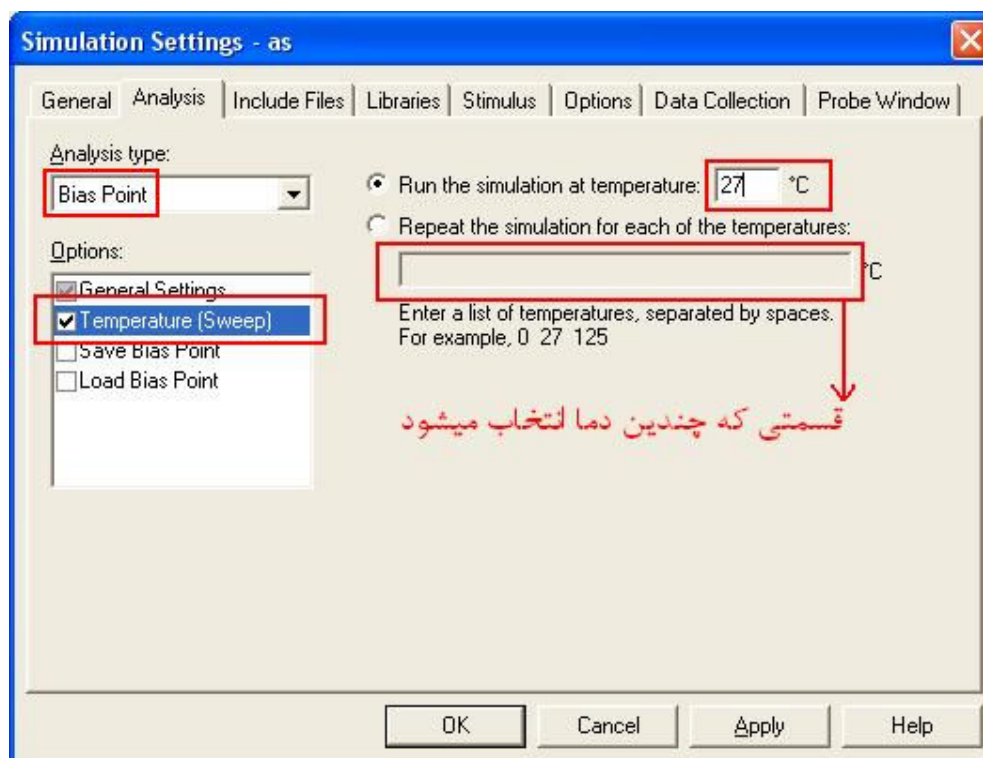 Simulation Settings - as
General Analysis Include Files Libraries Stimulus Options Data Collection Probe Window
Analysis type:
Bias Point
Options:
General Settings
Temperature (Sweep)
Save Bias Point
Load Bias Point
Run the simulation at temperature: 27 °C
Repeat the simulation for each of the temperatures:
°C
Enter a list of temperatures, separated by spaces.
For example, 0 27 125
قسمتی که چندین دما انتخاب میشود
OK Cancel Apply Help